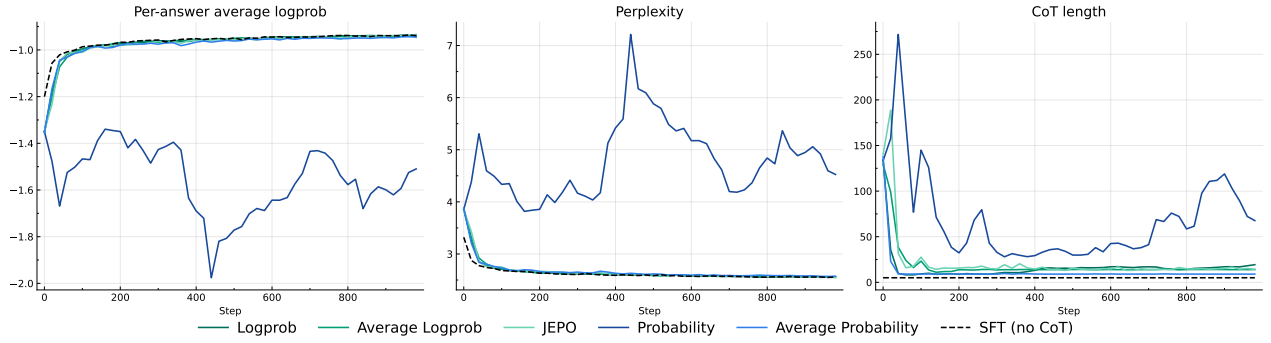 Per-answer average logprob
−1.0
−1.2
−1.4
−1.6
−1.8
−2.0
0
200
400
600
800
Step
Perplexity
7
6
5
4
3
0
200
400
600
800
Step
CoT length
250
200
150
100
50
0
0
200
400
600
800
Step
Logprob
Average Logprob
JEPO
Probability
Average Probability
SFT (no CoT)